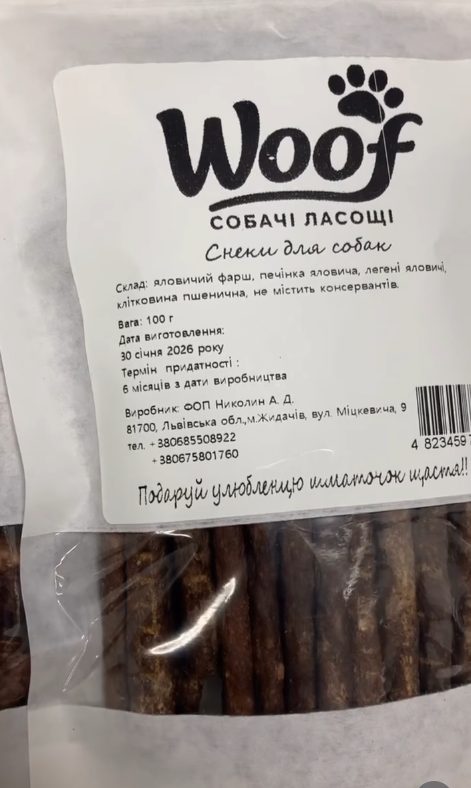 Woof
СОБАЧІ ЛАСОЩІ
Снеки для собак
Склад: яловичий фарш, печінка яловича, легені яловичі,
клітковина пшенична, не містить консервантів.
Вага: 100 г
Дата виготовлення:
30 січня 2026 року
Термін придатності :
6 місяців з дати виробництва
Виробник: ФОП Николин А. Д.
81700, Львівська обл.,м.Жидачів, вул. Міцкевича, 9
тел. +380685508922
+380675801760
4 823459
Подаруй улюбленцю шматочок щастя!!